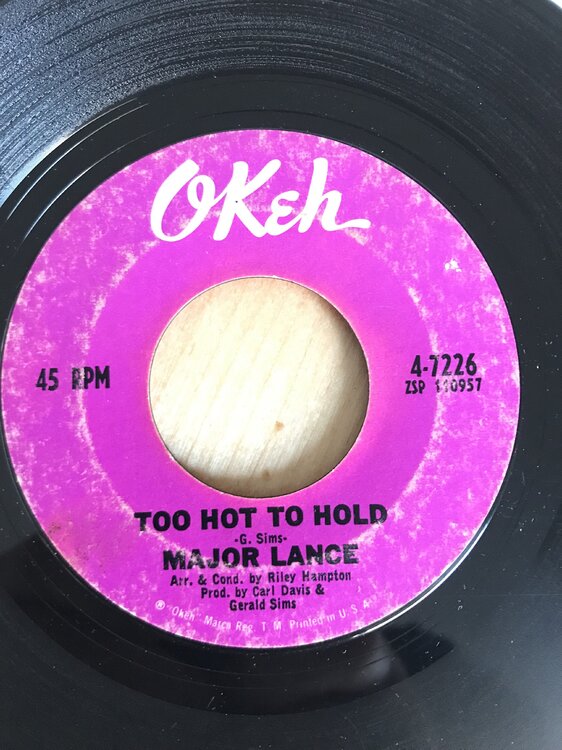 OKeh
45 RPM
4-7226
ZSP 110957
TOO HOT TO HOLD
-G. Sims-
MAJOR LANCE
Arr. & Cond. by Riley Hampton
Prod. by Carl Davis &
Gerald Sims
® "Okeh" Marca Reg. T. M. Printed in U S A